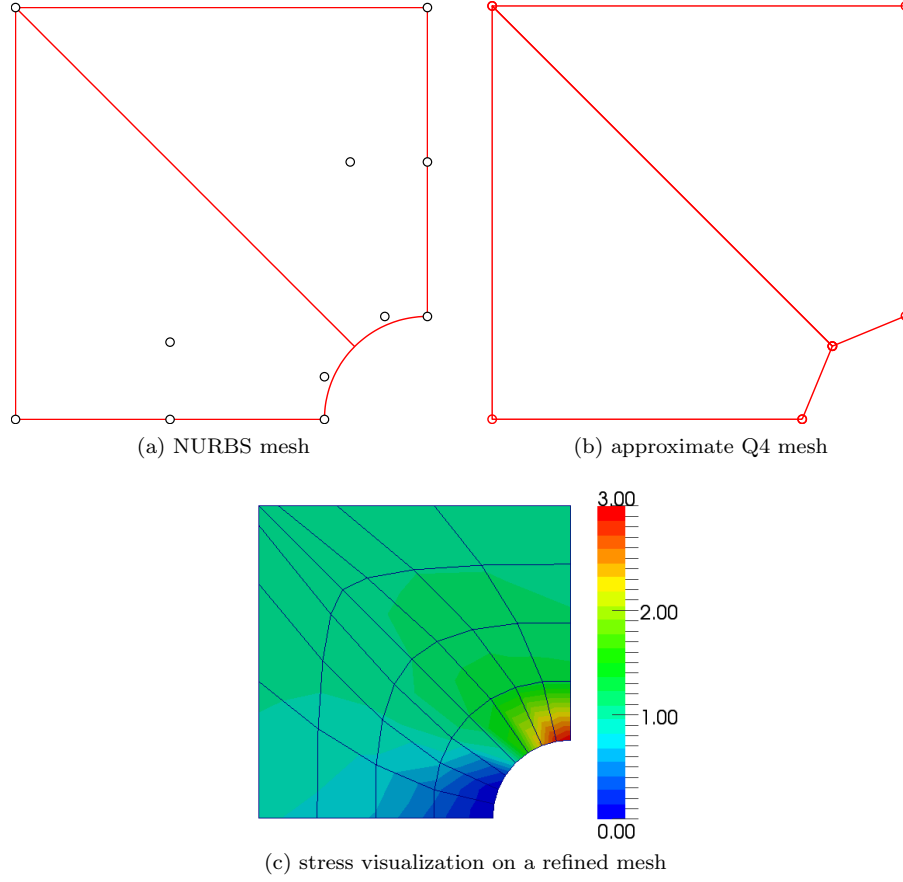 (a) NURBS mesh
(b) approximate Q4 mesh
3.00
2.00
1.00
0.00
(c) stress visualization on a refined mesh